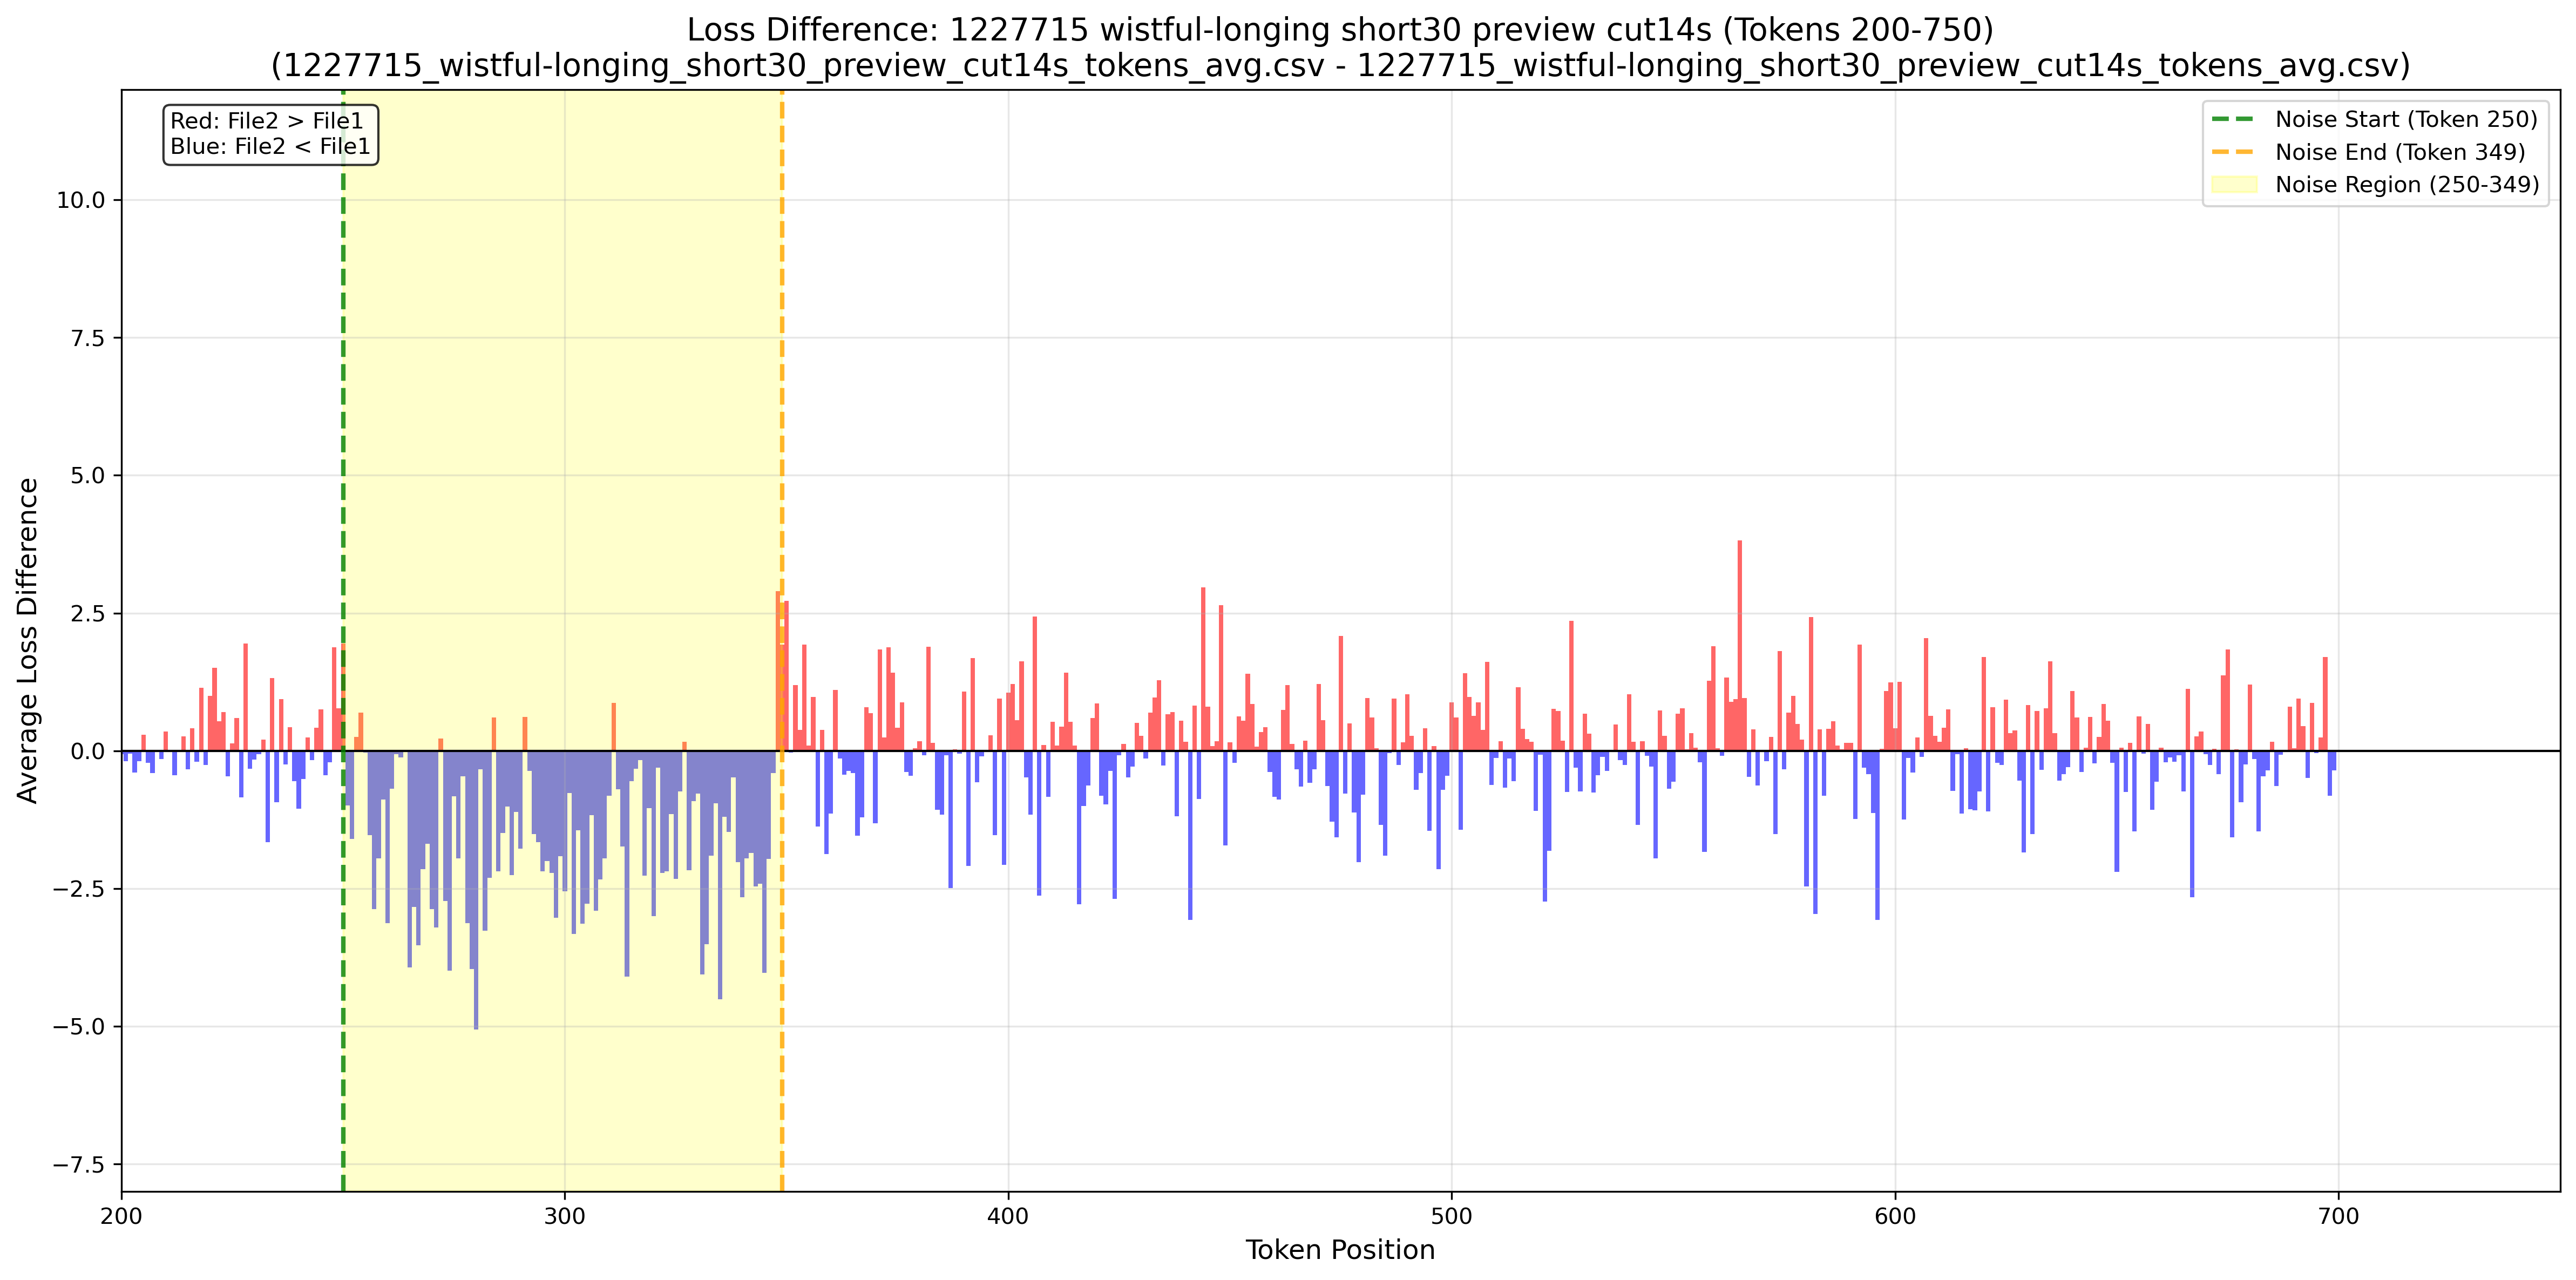 Loss Difference: 1227715 wistful-longing short30 preview cut14s (Tokens 200-750)
(1227715_wistful-longing_short30_preview_cut14s_tokens_avg.csv - 1227715_wistful-longing_short30_preview_cut14s_tokens_avg.csv)
Red: File2 > File1
Blue: File2 < File1
Noise Start (Token 250)
Noise End (Token 349)
Noise Region (250-349)
Average Loss Difference
10.0
7.5
5.0
2.5
0.0
−2.5
−5.0
−7.5
200
300
400
500
600
700
Token Position